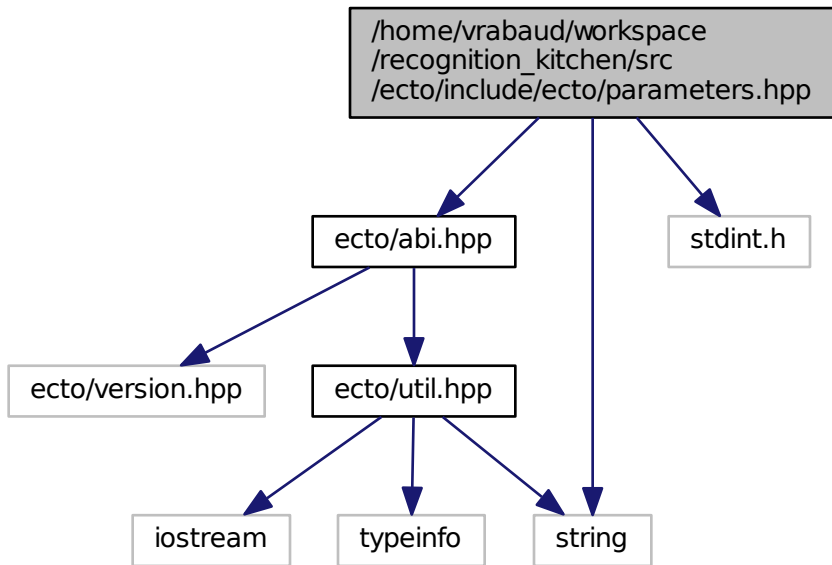 /home/vrabaud/workspace
/recognition_kitchen/src
/ecto/include/ecto/parameters.hpp
ecto/abi.hpp
stdint.h
ecto/version.hpp
ecto/util.hpp
iostream
typeinfo
string